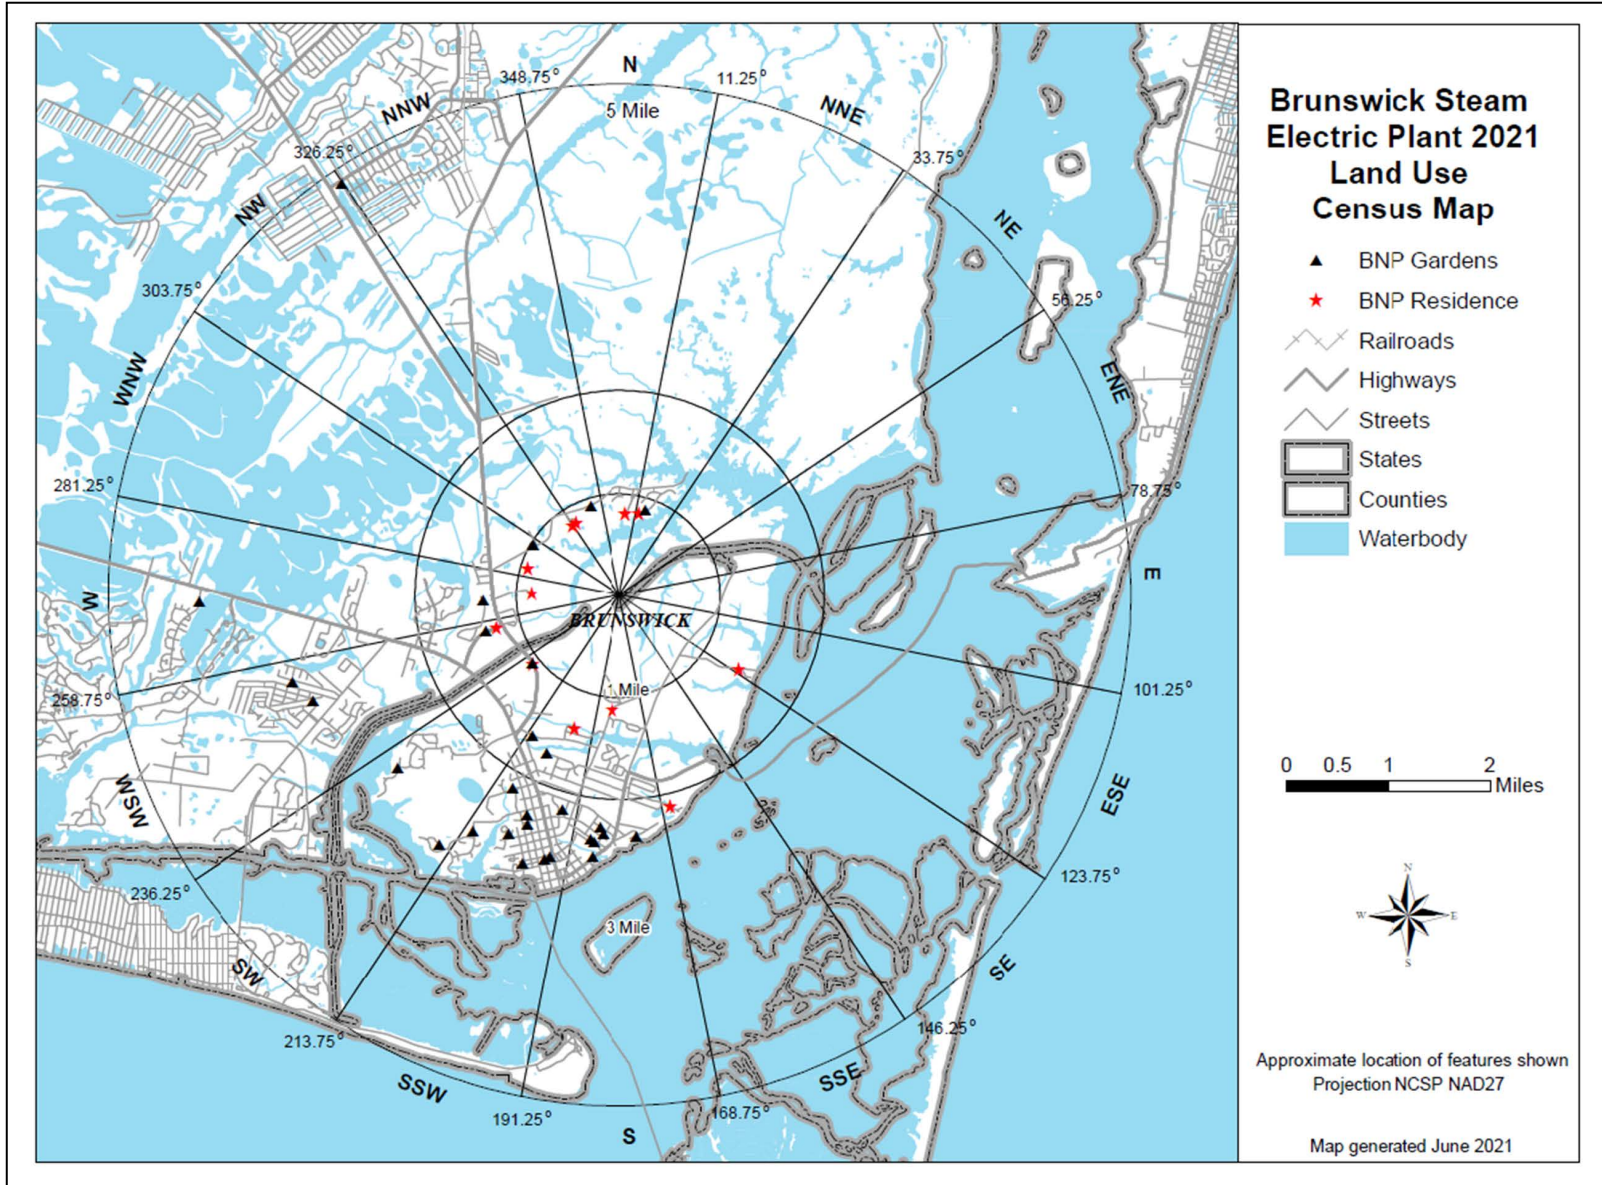 N
348.75°
11.25°
5 Mile
NNW
NNE
326.25°
33.75°
NW
NE
303.75°
56.25°
WNW
ENE
281.25°
78.75°
E
W
BRUNSWICK
1 Mile
258.75°
101.25°
WSW
ESE
123.75°
236.25°
3 Mile
SW
SE
146.25°
213.75°
SSW
SSE
191.25°
168.75°
S
Brunswick Steam
Electric Plant 2021
Land Use
Census Map
BNP Gardens
BNP Residence
Railroads
Highways
Streets
States
Counties
Waterbody
0 0.5 1 2
Miles
N
W E
S
Approximate location of features shown
Projection NCSP NAD27
Map generated June 2021